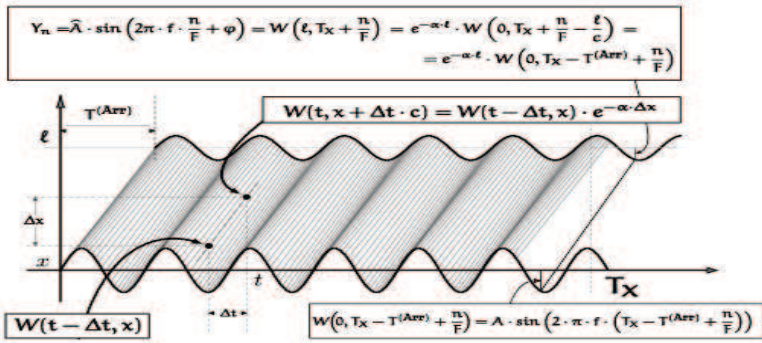 Yₙ = Â · sin (2π · f · n/F + φ) = W (ℓ, Tₓ + n/F) = e^{-α·ℓ} · W (0, Tₓ + n/F − ℓ/c) =
= e^{-α·ℓ} · W (0, Tₓ − T^{(Arr)} + n/F)
T^{(Arr)}
W(t, x + Δt · c) = W(t − Δt, x) · e^{-α·Δx}
ℓ
Δx
x
t
Tₓ
Δt
W(t − Δt, x)
W(0, Tₓ − T^{(Arr)} + n/F) = A · sin (2 · π · f · (Tₓ − T^{(Arr)} + n/F))